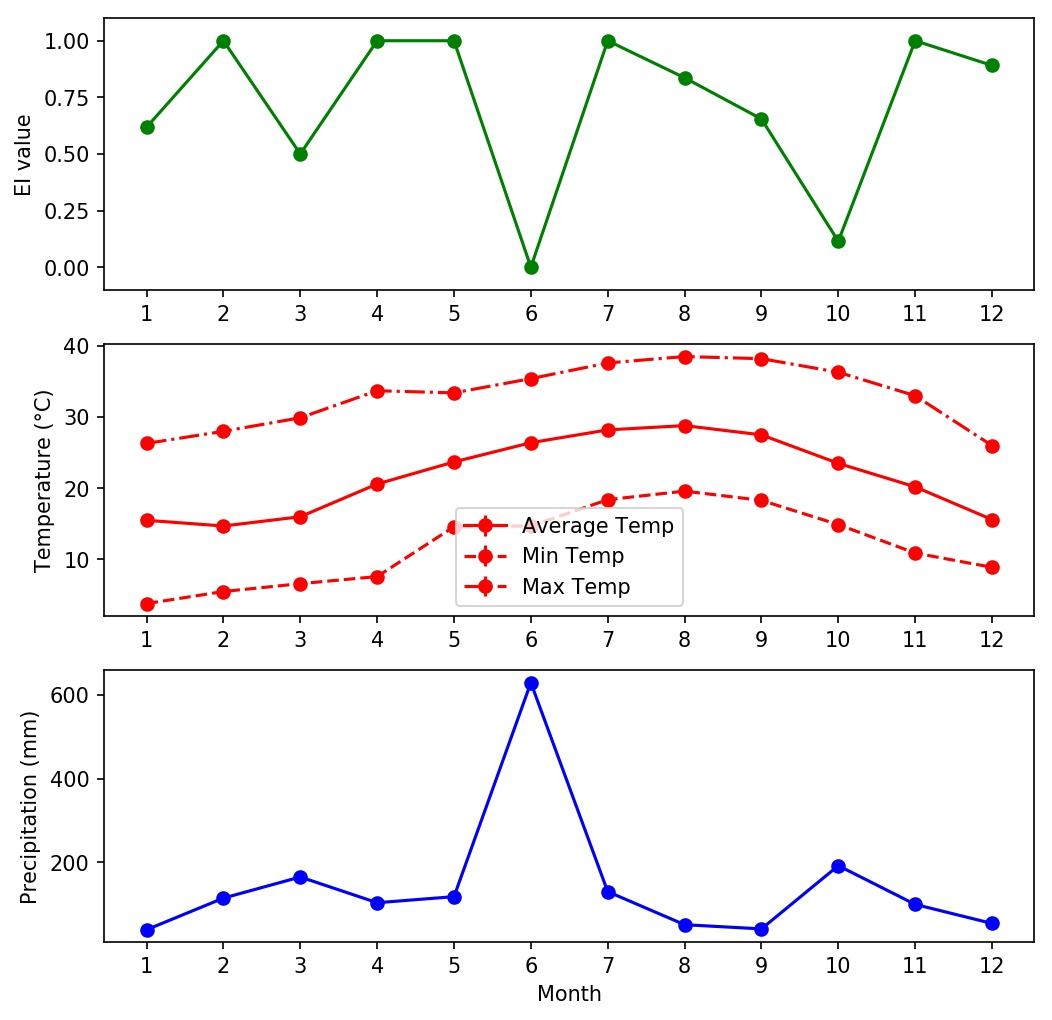 EI value
1.00
0.75
0.50
0.25
0.00
1 2 3 4 5 6 7 8 9 10 11 12
Temperature (°C)
40
30
20
10
Average Temp
Min Temp
Max Temp
1 2 3 4 5 6 7 8 9 10 11 12
Precipitation (mm)
600
400
200
1 2 3 4 5 6 7 8 9 10 11 12
Month